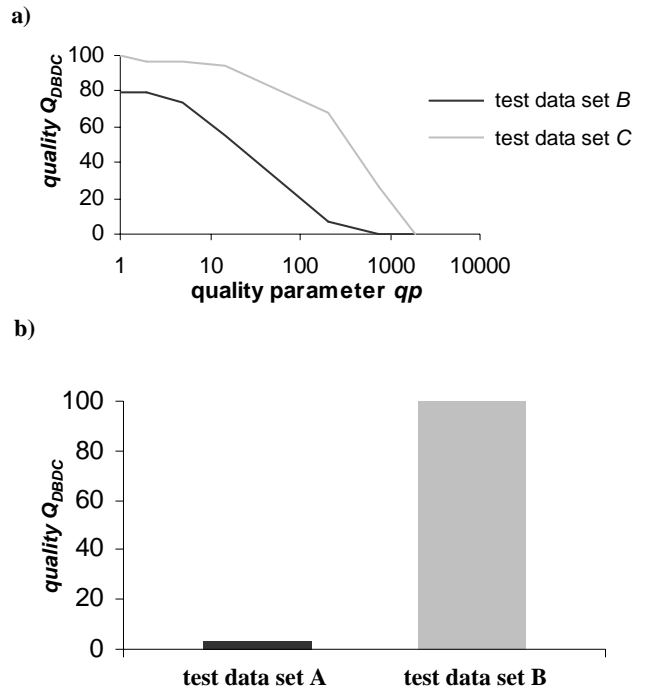 a)
quality Q_DBDC
100
80
60
40
20
0
1 10 100 1000 10000
quality parameter qp
test data set B
test data set C
b)
quality Q_DBDC
100
80
60
40
20
0
test data set A test data set B